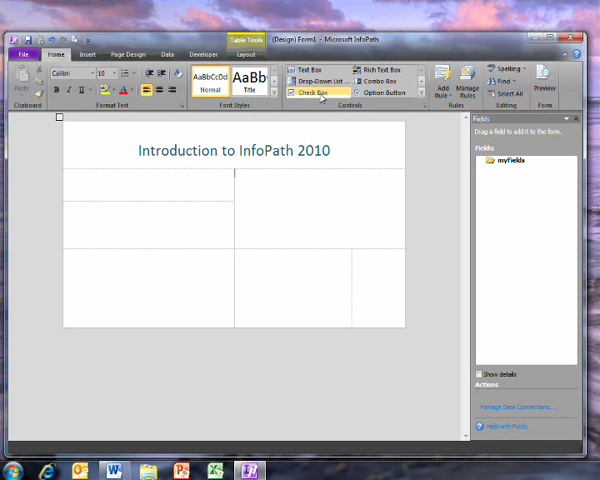 Table Tools
(Design) Form1 - Microsoft InfoPath
File Home Insert Page Design Data Developer Layout
Paste
Clipboard
Calibri 10
B I U
Format Text
AaBbCcDd
Normal
AaBb
Title
Font Styles
Text Box
Drop-Down List ...
Check Box
Rich Text Box
Combo Box
Option Button
Controls
Add Rule
Manage Rules
Rules
Spelling
Find
Select All
Editing
Preview
Form
Introduction to InfoPath 2010
Fields
Drag a field to add it to the form.
Fields:
myFields
Show details
Actions
Manage Data Connections...
Help with Fields